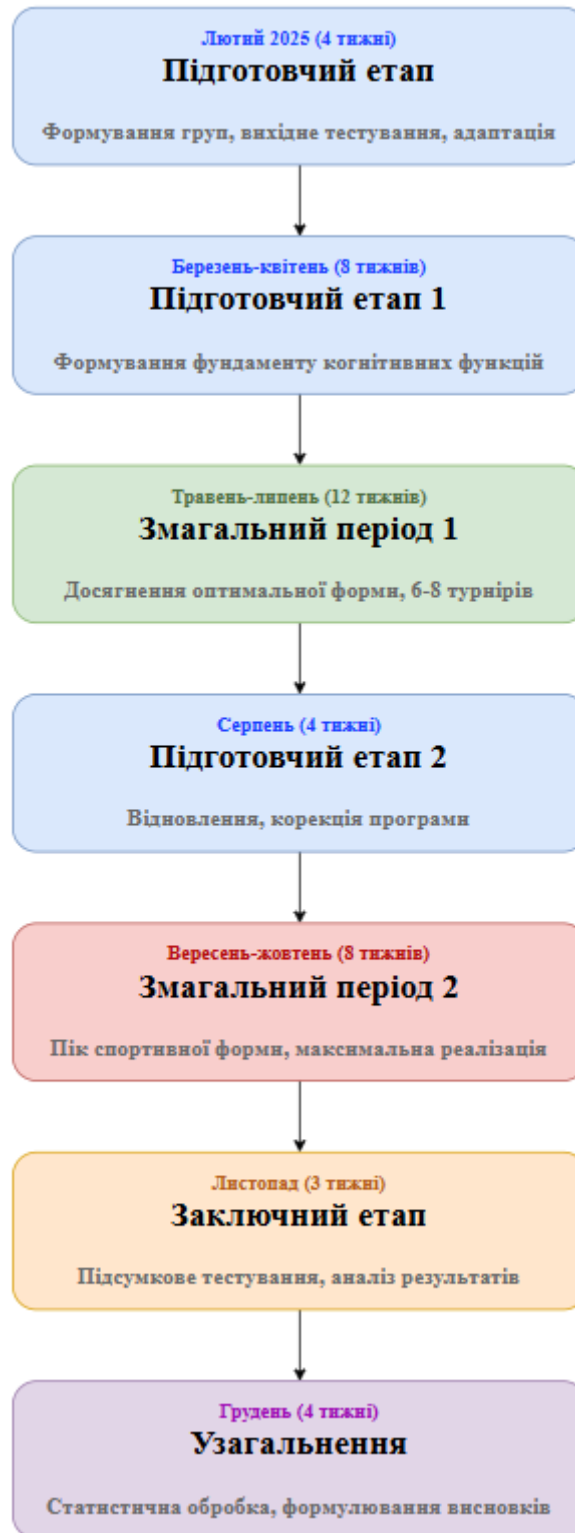 Лютий 2025 (4 тижні)
Підготовчий етап
Формування груп, вихідне тестування, адаптація
Березень-квітень (8 тижнів)
Підготовчий етап 1
Формування фундаменту когнітивних функцій
Травень-липень (12 тижнів)
Змагальний період 1
Досягнення оптимальної форми, 6-8 турнірів
Серпень (4 тижні)
Підготовчий етап 2
Відновлення, корекція програми
Вересень-жовтень (8 тижнів)
Змагальний період 2
Пік спортивної форми, максимальна реалізація
Листопад (3 тижні)
Заключний етап
Підсумкове тестування, аналіз результатів
Грудень (4 тижні)
Узагальнення
Статистична обробка, формулювання висновків